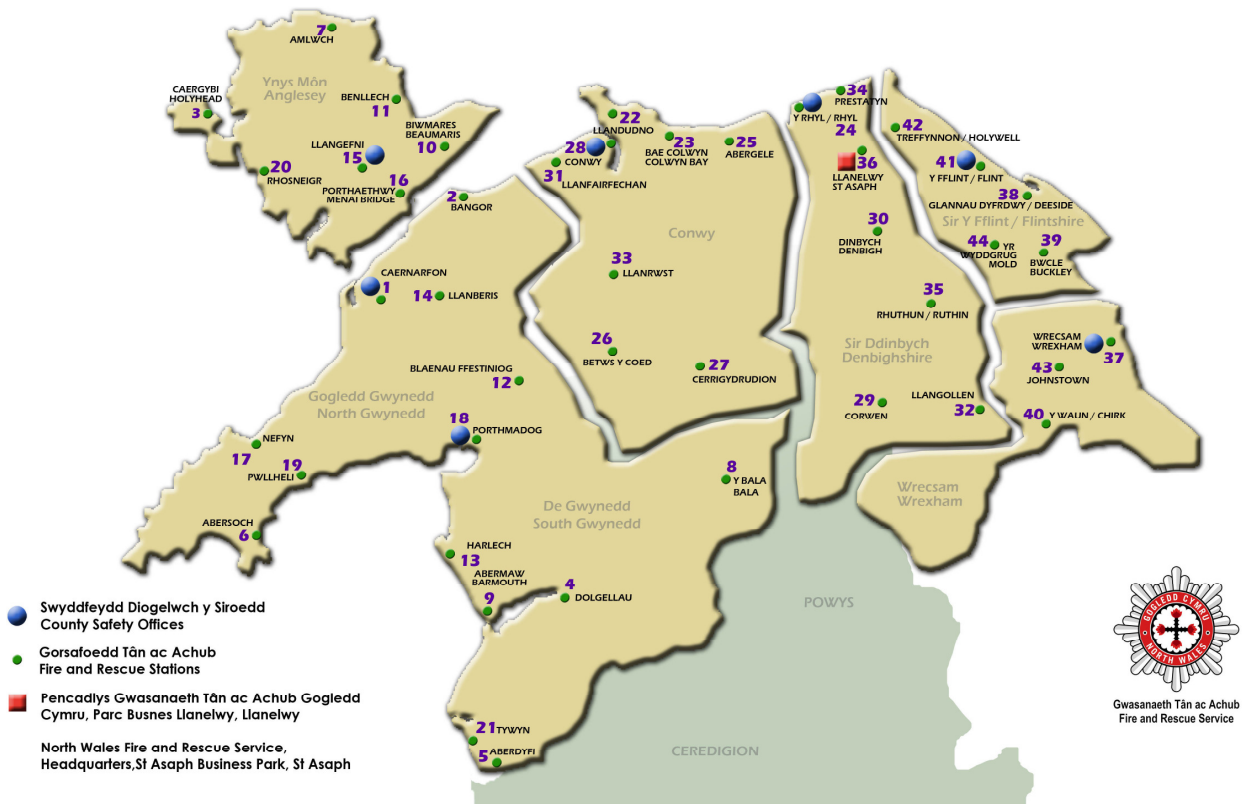 7
AMLWCH
Ynys Môn
Anglesey
CAERGYBI
HOLYHEAD
3
BENLLECH
11
BIWMARES
BEAUMARIS
10
LLANGEFNI
15
20
RHOSNEIGR
16
PORTHAETHWY
MENAI BRIDGE
2
BANGOR
CAERNARFON
1
14
LLANBERIS
BLAENAU FFESTINIOG
12
Gogledd Gwynedd
North Gwynedd
18
PORTHMADOG
NEFYN
17
19
PWLLHELI
ABERSOCH
6
22
LLANDUDNO
28
CONWY
31
LLANFAIRFECHAN
23
BAE COLWYN
COLWYN BAY
25
ABERGELE
Conwy
33
LLANRWST
26
BETWS Y COED
27
CERRIGYDRUDION
34
PRESTATYN
Y RHYL / RHYL
24
36
LLANELWY
ST ASAPH
30
DINBYCH
DENBIGH
35
RHUTHUN / RUTHIN
Sir Ddinbych
Denbighshire
29
CORWEN
LLANGOLLEN
32
42
TREFFYNNON / HOLYWELL
41
Y FFLINT / FLINT
38
GLANNAU DYFRDWY / DEESIDE
Sir Y Fflint / Flintshire
44
YR
WYDDGRUG
MOLD
39
BWCLE
BUCKLEY
WRECSAM
WREXHAM
37
43
JOHNSTOWN
40
Y WAUN / CHIRK
Wrecsam
Wrexham
8
Y BALA
BALA
De Gwynedd
South Gwynedd
HARLECH
13
ABERMAW
BARMOUTH
9
4
DOLGELLAU
21
TYWYN
5
ABERDYFI
POWYS
CEREDIGION
Swyddfeydd Diogelwch y Siroedd
County Safety Offices
Gorsafoedd Tân ac Achub
Fire and Rescue Stations
Pencadlys Gwasanaeth Tân ac Achub Gogledd
Cymru, Parc Busnes Llanelwy, Llanelwy
North Wales Fire and Rescue Service,
Headquarters,St Asaph Business Park, St Asaph
GOGLEDD CYMRU
NORTH WALES
Gwasanaeth Tân ac Achub
Fire and Rescue Service